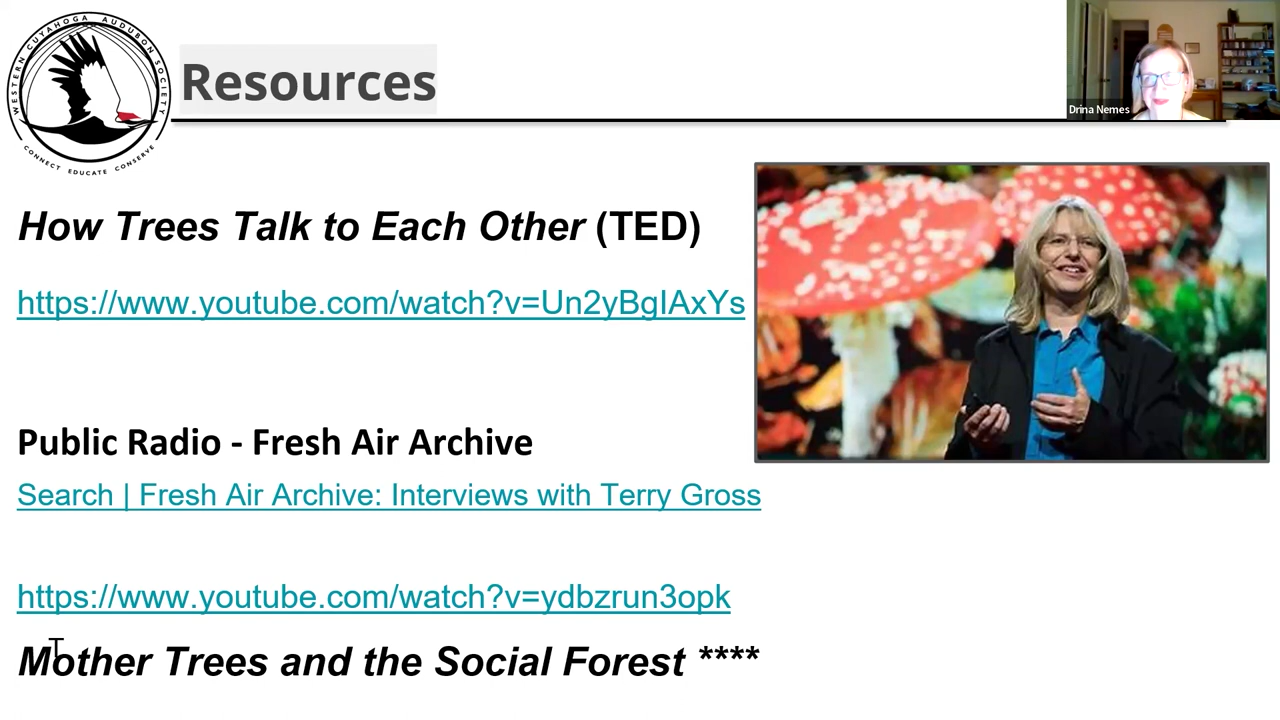 WESTERN CUYAHOGA AUDUBON SOCIETY
CONNECT EDUCATE CONSERVE
Resources
Drina Nemes
How Trees Talk to Each Other (TED)
https://www.youtube.com/watch?v=Un2yBgIAxYs
Public Radio - Fresh Air Archive
Search | Fresh Air Archive: Interviews with Terry Gross
https://www.youtube.com/watch?v=ydbzrun3opk
T
Mother Trees and the Social Forest ****